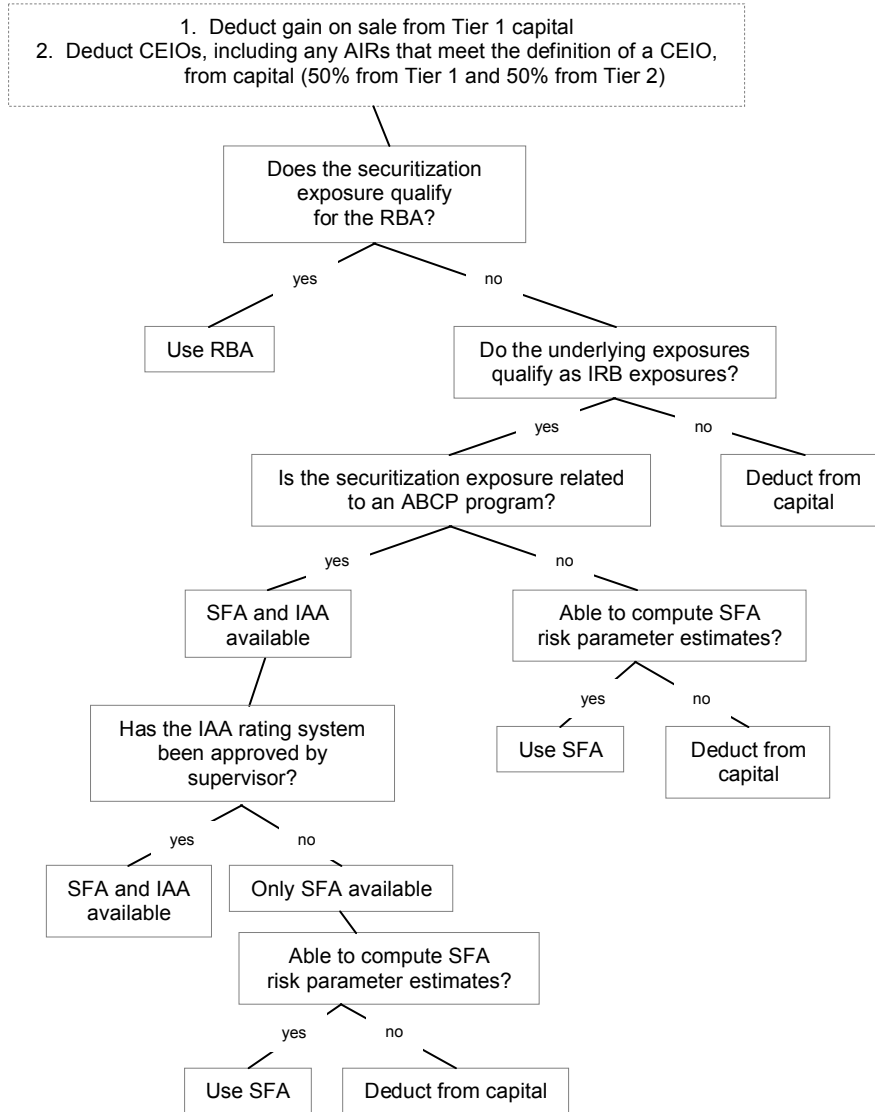 1. Deduct gain on sale from Tier 1 capital
2. Deduct CEIOs, including any AIRs that meet the definition of a CEIO,
from capital (50% from Tier 1 and 50% from Tier 2)
Does the securitization
exposure qualify
for the RBA?
yes
no
Use RBA
Do the underlying exposures
qualify as IRB exposures?
yes
no
Is the securitization exposure related
to an ABCP program?
Deduct from
capital
yes
no
SFA and IAA
available
Able to compute SFA
risk parameter estimates?
yes
no
Has the IAA rating system
been approved by
supervisor?
Use SFA
Deduct from
capital
yes
no
SFA and IAA
available
Only SFA available
Able to compute SFA
risk parameter estimates?
yes
no
Use SFA
Deduct from capital